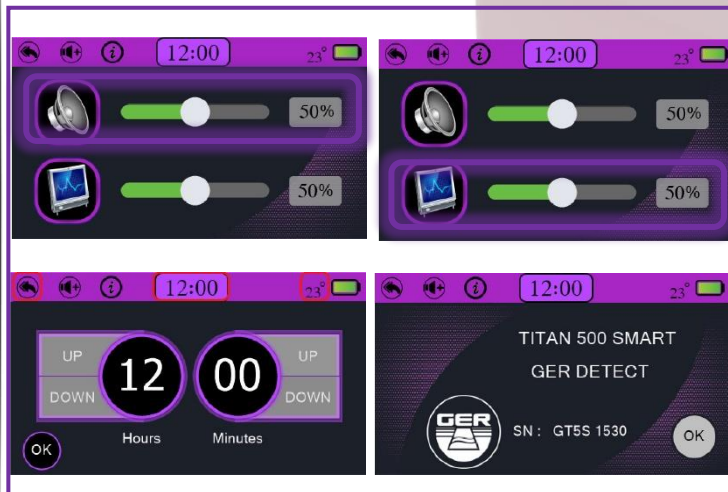 12:00 23°
50%
50%
12:00 23°
50%
50%
12:00 23°
UP UP
12 00
DOWN DOWN
Hours Minutes
OK
12:00 23°
TITAN 500 SMART
GER DETECT
GER
SN : GT5S 1530
OK